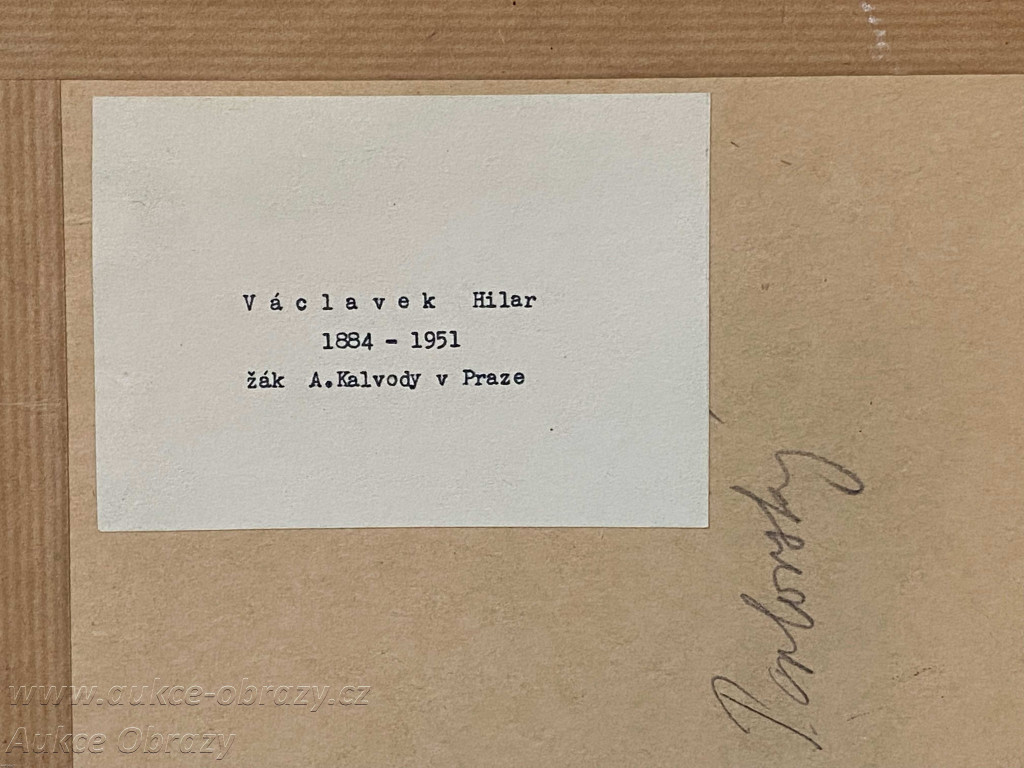 V á c l a v e k Hilar
1884 - 1951
žák A.Kalvody v Praze
www.aukce-obrazy.cz
Aukce Obrazy